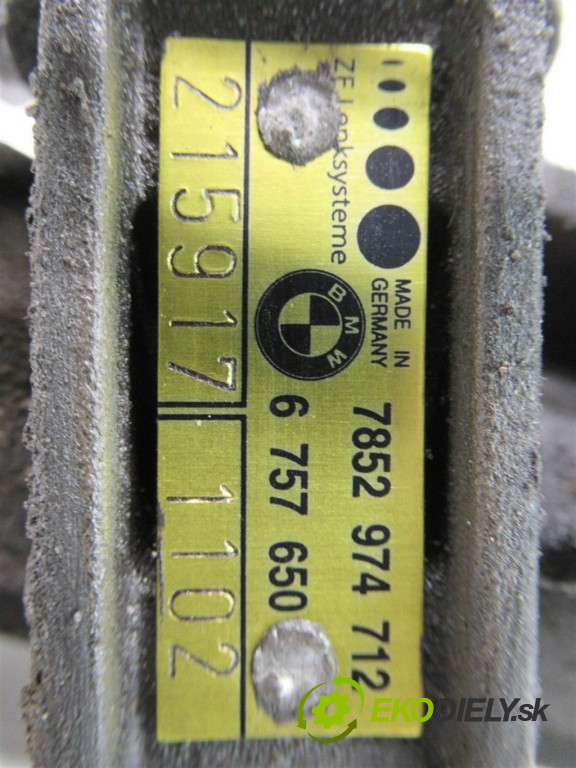 ZF Lenksysteme
MADE IN
GERMANY
BMW
7852 974 712
6 757 650
215917 1102
EKODIELY.sk